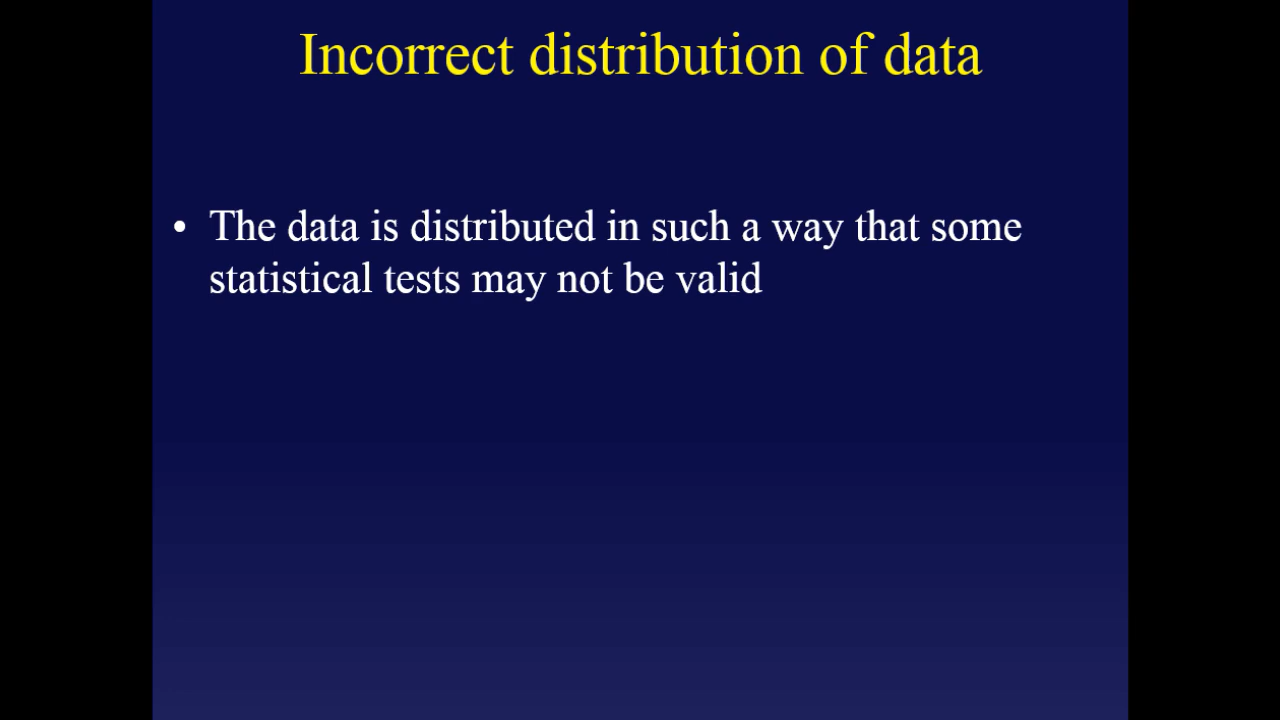 Incorrect distribution of data
• The data is distributed in such a way that some
statistical tests may not be valid